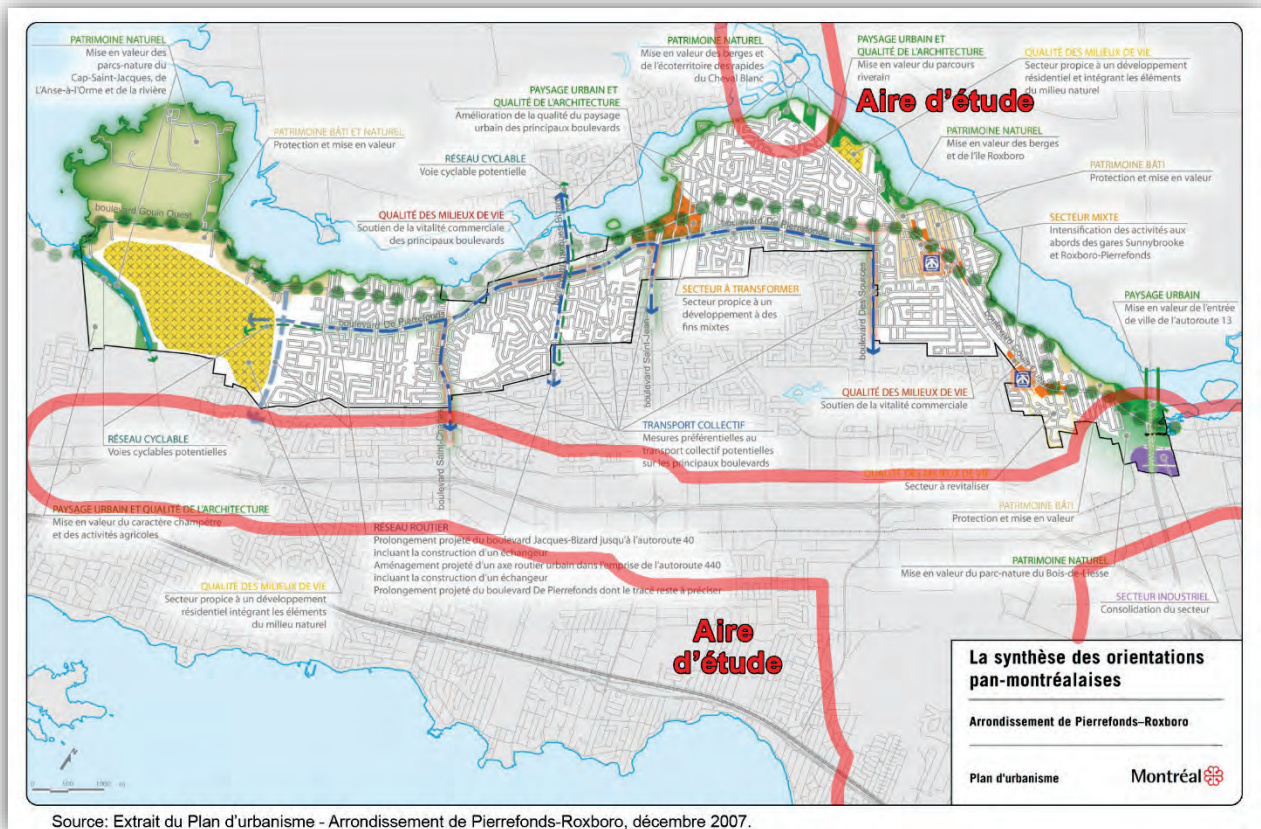 PATRIMOINE NATUREL
Mise en valeur des
parcs-nature du
Cap-Saint-Jacques, de
L'Anse-à-l'Orme et de la rivière
PATRIMOINE BÂTI ET NATUREL
Protection et mise en valeur
PAYSAGE URBAIN ET
QUALITÉ DE L'ARCHITECTURE
Amélioration de la qualité du paysage
urbain des principaux boulevards
RÉSEAU CYCLABLE
Voie cyclable potentielle
QUALITÉ DES MILIEUX DE VIE
Soutien de la vitalité commerciale
des principaux boulevards
PATRIMOINE NATUREL
Mise en valeur des berges et
de l'écoterritoire des rapides
du Cheval Blanc
PAYSAGE URBAIN ET
QUALITÉ DE L'ARCHITECTURE
Mise en valeur du parcours
riverain
QUALITÉ DES MILIEUX DE VIE
Secteur propice à un développement
résidentiel et intégrant les éléments
du milieu naturel
Aire d'étude
PATRIMOINE NATUREL
Mise en valeur des berges
et de l'île Roxboro
PATRIMOINE BÂTI
Protection et mise en valeur
SECTEUR MIXTE
Intensification des activités aux
abords des gares Sunnybrooke
et Roxboro-Pierrefonds
PAYSAGE URBAIN
Mise en valeur de l'entrée
de ville de l'autoroute 13
boulevard Gouin Ouest
boulevard De Pierrefonds
boulevard Saint-Charles
boulevard Saint-Jean
boulevard Des Sources
SECTEUR À TRANSFORMER
Secteur propice à un
développement à des
fins mixtes
QUALITÉ DES MILIEUX DE VIE
Soutien de la vitalité commerciale
RÉSEAU CYCLABLE
Voies cyclables potentielles
TRANSPORT COLLECTIF
Mesures préférentielles au
transport collectif potentielles
sur les principaux boulevards
QUALITÉ DES MILIEUX DE VIE
Secteur à revitaliser
PAYSAGE URBAIN ET QUALITÉ DE L'ARCHITECTURE
Mise en valeur du caractère champêtre
et des activités agricoles
RÉSEAU ROUTIER
Prolongement projeté du boulevard Jacques-Bizard jusqu'à l'autoroute 40
incluant la construction d'un échangeur
Aménagement projeté d'un axe routier urbain dans l'emprise de l'autoroute 440
incluant la construction d'un échangeur
Prolongement projeté du boulevard De Pierrefonds dont le tracé reste à préciser
PATRIMOINE BÂTI
Protection et mise en valeur
PATRIMOINE NATUREL
Mise en valeur du parc-nature du Bois-de-Liesse
SECTEUR INDUSTRIEL
Consolidation du secteur
QUALITÉ DES MILIEUX DE VIE
Secteur propice à un développement
résidentiel intégrant les éléments
du milieu naturel
Aire
d'étude
0 500 1000 m
La synthèse des orientations
pan-montréalaises
Arrondissement de Pierrefonds–Roxboro
Plan d'urbanisme
Montréal
Source: Extrait du Plan d'urbanisme - Arrondissement de Pierrefonds-Roxboro, décembre 2007.